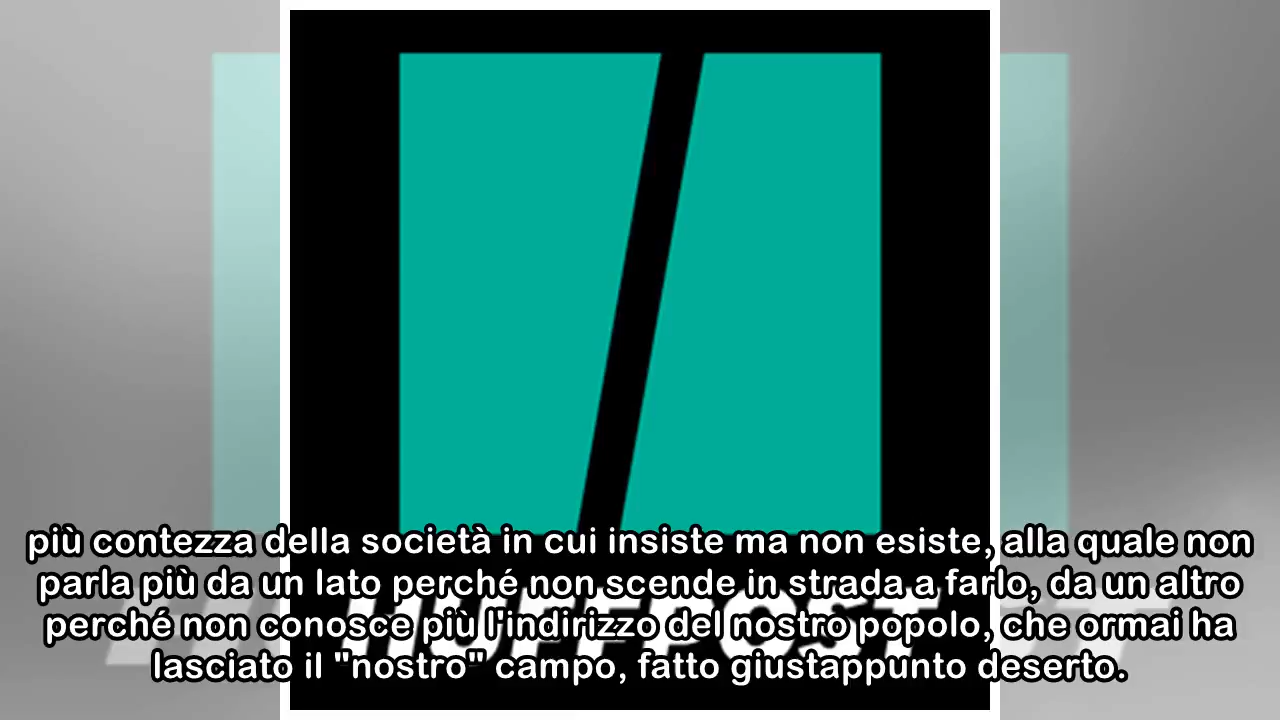 più contezza della società in cui insiste ma non esiste, alla quale non
parla più da un lato perché non scende in strada a farlo, da un altro
perché non conosce più l'indirizzo del nostro popolo, che ormai ha
lasciato il "nostro" campo, fatto giustappunto deserto.
HUFFPOST